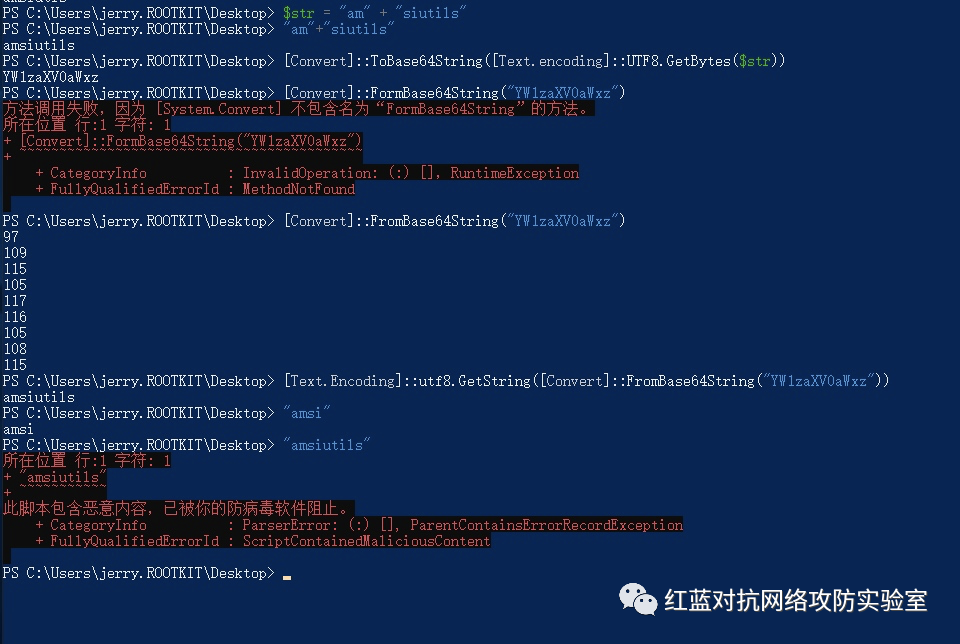 PS C:\Users\jerry.ROOTKIT\Desktop> $str = "am" + "siutils"
PS C:\Users\jerry.ROOTKIT\Desktop> "am"+"siutils"
amsiutils
PS C:\Users\jerry.ROOTKIT\Desktop> [Convert]::ToBase64String([Text.encoding]::UTF8.GetBytes($str))
YW1zaXV0aWxz
PS C:\Users\jerry.ROOTKIT\Desktop> [Convert]::FormBase64String("YW1zaXV0aWxz")
方法调用失败，因为 [System.Convert] 不包含名为“FormBase64String”的方法。
所在位置 行:1 字符: 1
+ [Convert]::FormBase64String("YW1zaXV0aWxz")
+ ~~~~~~~~~~~~~~~~~~~~~~~~~~~~~~~~~~~~~~~~~~~
+ CategoryInfo          : InvalidOperation: (:) [], RuntimeException
+ FullyQualifiedErrorId : MethodNotFound
PS C:\Users\jerry.ROOTKIT\Desktop> [Convert]::FromBase64String("YW1zaXV0aWxz")
97
109
115
105
117
116
105
108
115
PS C:\Users\jerry.ROOTKIT\Desktop> [Text.Encoding]::utf8.GetString([Convert]::FromBase64String("YW1zaXV0aWxz"))
amsiutils
PS C:\Users\jerry.ROOTKIT\Desktop> "amsi"
amsi
PS C:\Users\jerry.ROOTKIT\Desktop> "amsiutils"
所在位置 行:1 字符: 1
+ "amsiutils"
+ ~~~~~~~~~~~
此脚本包含恶意内容，已被你的防病毒软件阻止。
+ CategoryInfo          : ParserError: (:) [], ParentContainsErrorRecordException
+ FullyQualifiedErrorId : ScriptContainedMaliciousContent
PS C:\Users\jerry.ROOTKIT\Desktop> _
红蓝对抗网络攻防实验室